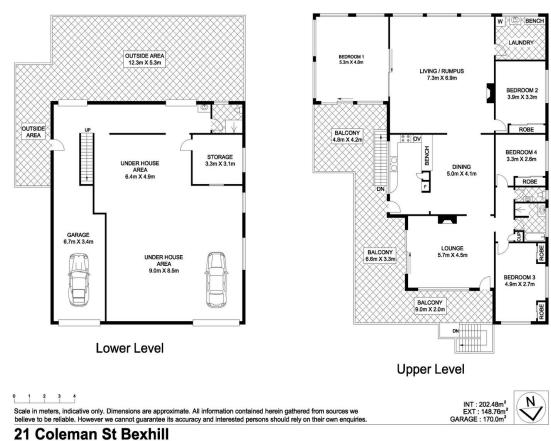 OUTSIDE AREA
12.3m X 5.3m
OUTSIDE
AREA
UP
UNDER HOUSE
AREA
6.4m X 4.9m
STORAGE
3.3m X 3.1m
GARAGE
6.7m X 3.4m
UNDER HOUSE
AREA
9.0m X 8.5m
Lower Level
BEDROOM 1
5.3m X 4.0m
LIVING / RUMPUS
7.3m X 6.9m
W
BENCH
LAUNDRY
BEDROOM 2
3.9m X 3.3m
ROBE
BALCONY
4.8m X 4.2m
DN
OV
BENCH
F
DINING
5.0m X 4.1m
BEDROOM 4
3.3m X 2.6m
ROBE
BALCONY
6.6m X 3.3m
LOUNGE
5.7m X 4.5m
CUP
ROBE
BEDROOM 3
4.9m X 2.7m
ROBE
BALCONY
9.0m X 2.0m
DN
Upper Level
0 1 2 3 4
Scale in meters, indicative only. Dimensions are approximate. All information contained herein gathered from sources we
believe to be reliable. However we cannot guarantee its accuracy and interested persons should rely on their own enquiries.
INT : 202.48m²
EXT : 148.76m²
GARAGE : 170.0m²
N
21 Coleman St Bexhill